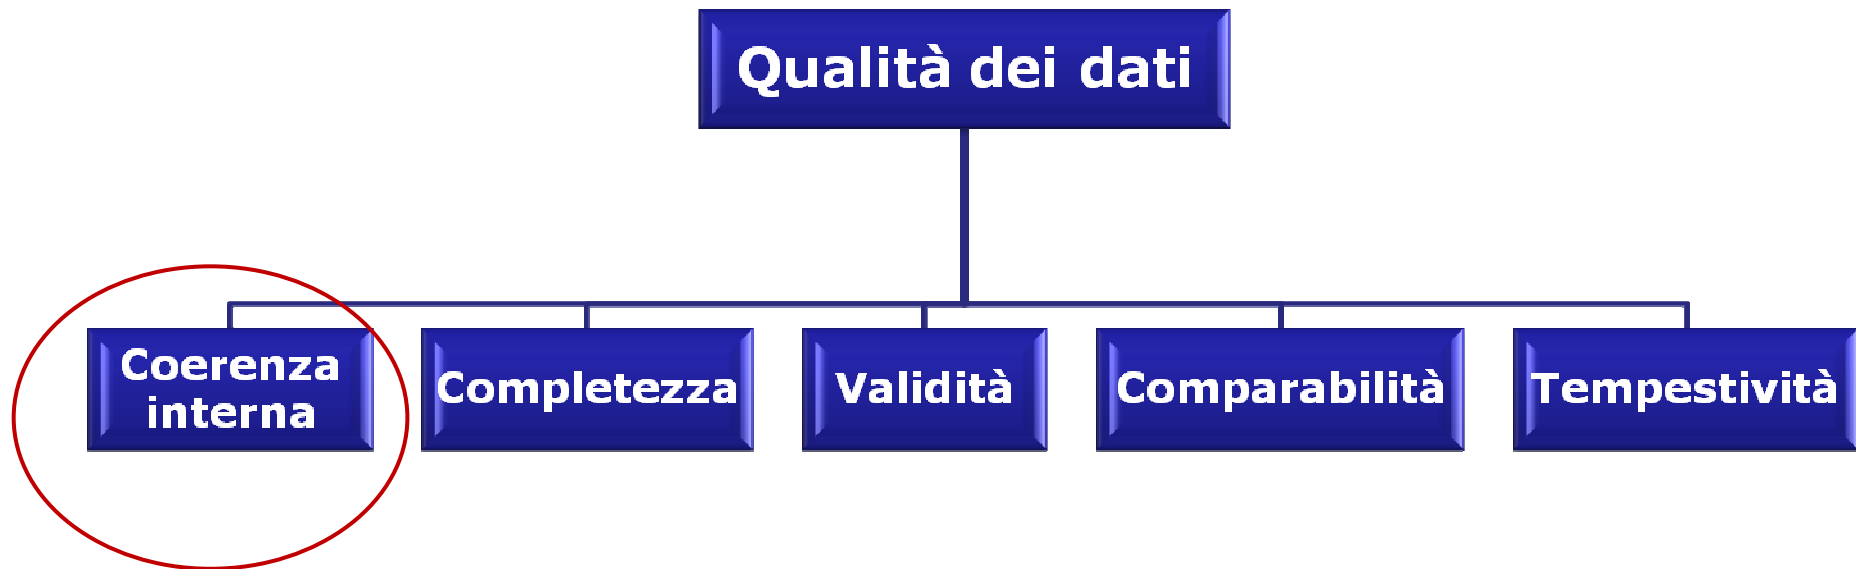 Qualità dei dati
Coerenza
interna
Completezza
Validità
Comparabilità
Tempestività